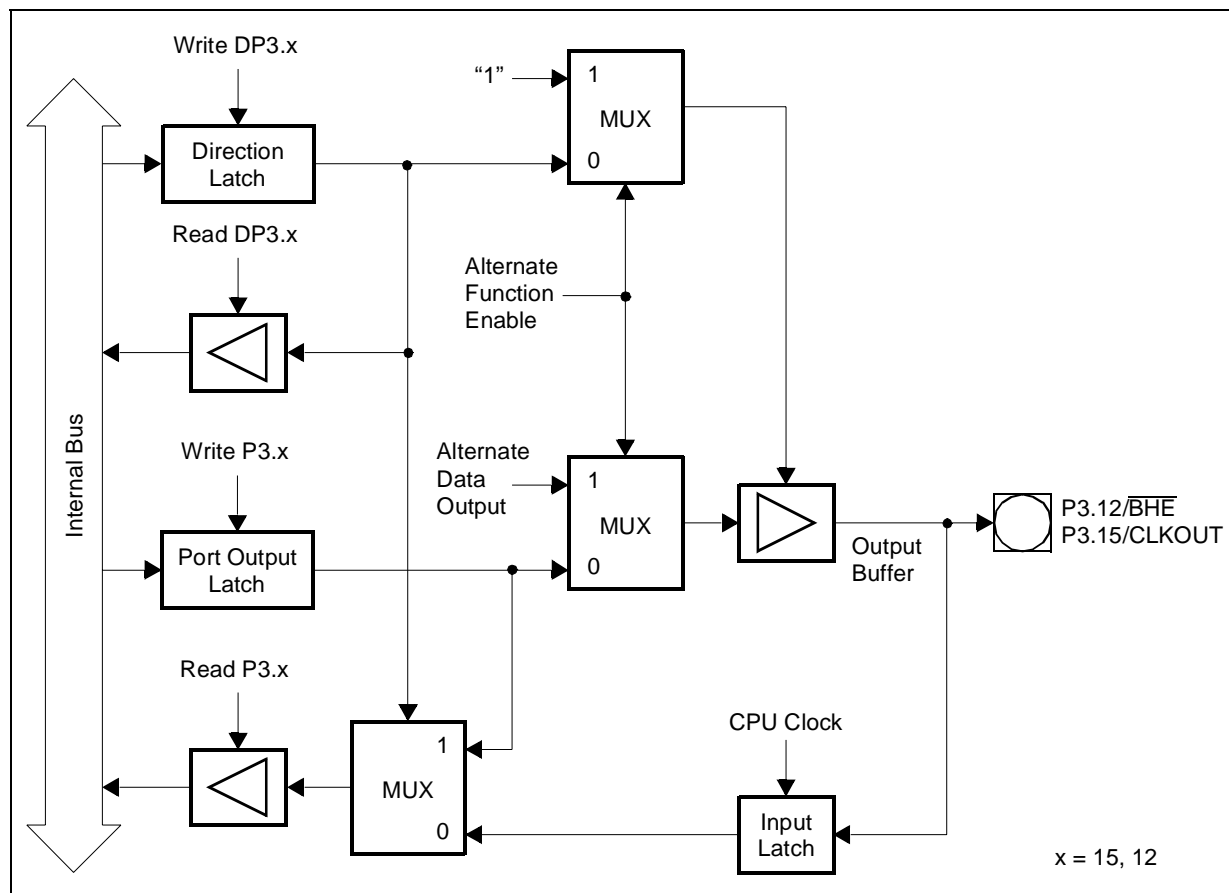 Write DP3.x
“1”
1
MUX
0
Direction
Latch
Read DP3.x
Alternate
Function
Enable
Internal Bus
Write P3.x
Alternate
Data
Output
1
MUX
0
P3.12/B̅H̅E̅
P3.15/CLKOUT
Port Output
Latch
Output
Buffer
Read P3.x
CPU Clock
1
MUX
0
Input
Latch
x = 15, 12